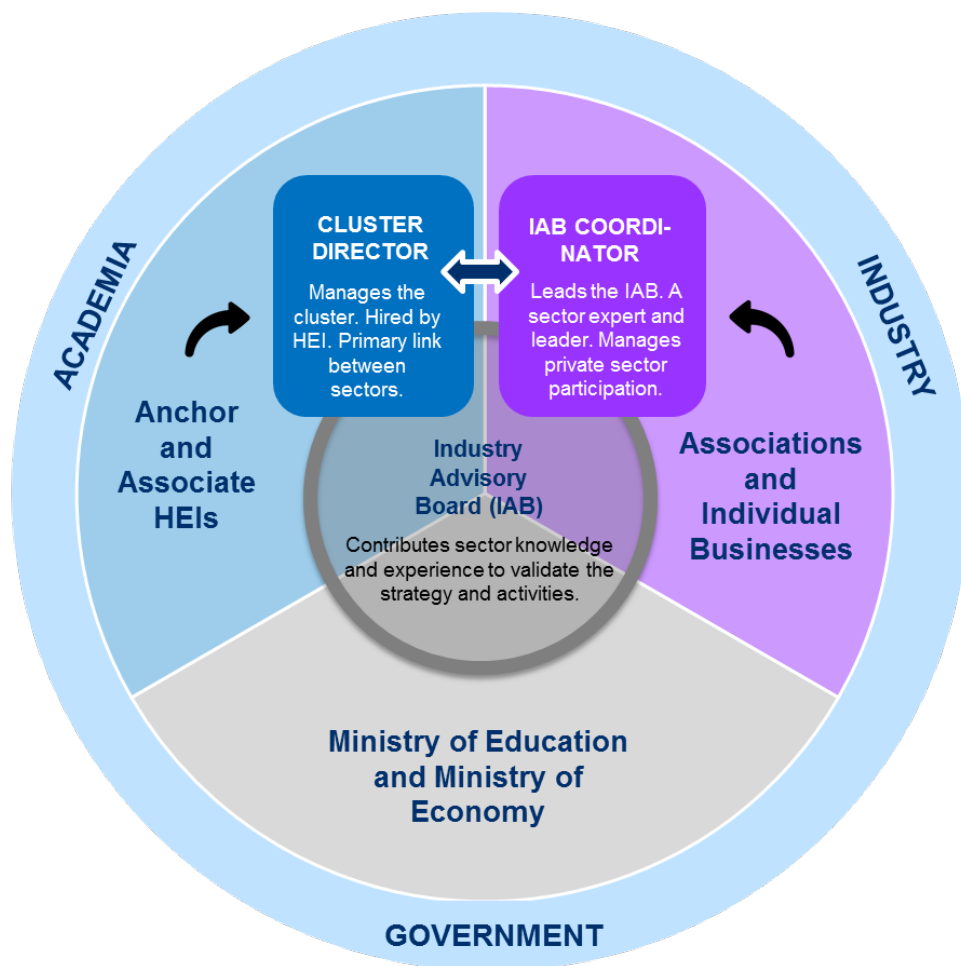 ACADEMIA
INDUSTRY
CLUSTER
DIRECTOR
Manages the
cluster. Hired by
HEI. Primary link
between
sectors.
IAB COORDI-
NATOR
Leads the IAB. A
sector expert and
leader. Manages
private sector
participation.
Anchor
and
Associate
HEIs
Industry
Advisory
Board (IAB)
Contributes sector knowledge
and experience to validate the
strategy and activities.
Associations
and
Individual
Businesses
Ministry of Education
and Ministry of
Economy
GOVERNMENT